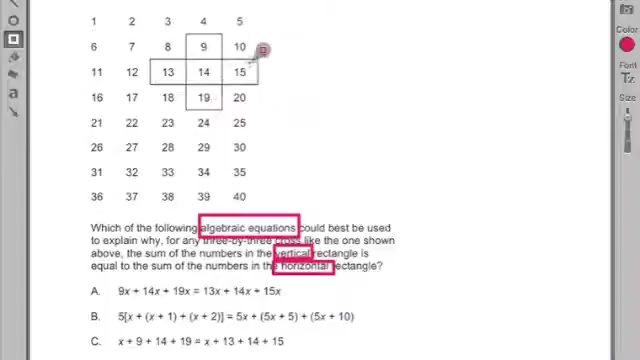 1 2 3 4 5
6 7 8 9 10
11 12 13 14 15
16 17 18 19 20
21 22 23 24 25
26 27 28 29 30
31 32 33 34 35
36 37 38 39 40
Which of the following algebraic equations could best be used
to explain why, for any three-by-three cross like the one shown
above, the sum of the numbers in the vertical rectangle is
equal to the sum of the numbers in the horizontal rectangle?
A. 9x + 14x + 19x = 13x + 14x + 15x
B. 5[x + (x + 1) + (x + 2)] = 5x + (5x + 5) + (5x + 10)
C. x + 9 + 14 + 19 = x + 13 + 14 + 15
a
Color
Font
Tz
Size